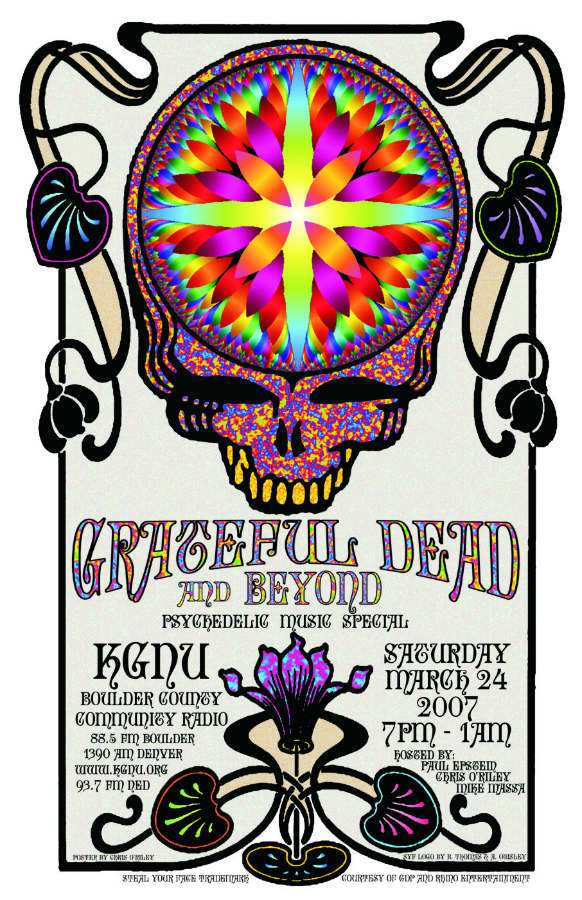 GRATEFUL DEAD
AND BEYOND
PSYCHEDELIC MUSIC SPECIAL
KGNU
BOULDER COUNTY
COMMUNITY RADIO
88.5 FM BOULDER
1390 AM DENVER
WWW.KGNU.ORG
93.7 FM NED
SATURDAY
MARCH 24
2007
7PM - 1AM
HOSTED BY:
PAUL EPSTEIN
CHRIS O'RILEY
MIKE MASSA
POSTER BY CHRIS O'RILEY
SYF LOGO BY B. THOMAS & A. OWSLEY
STEAL YOUR FACE TRADEMARK
COURTESY OF GDP AND RHINO ENTERTAINMENT